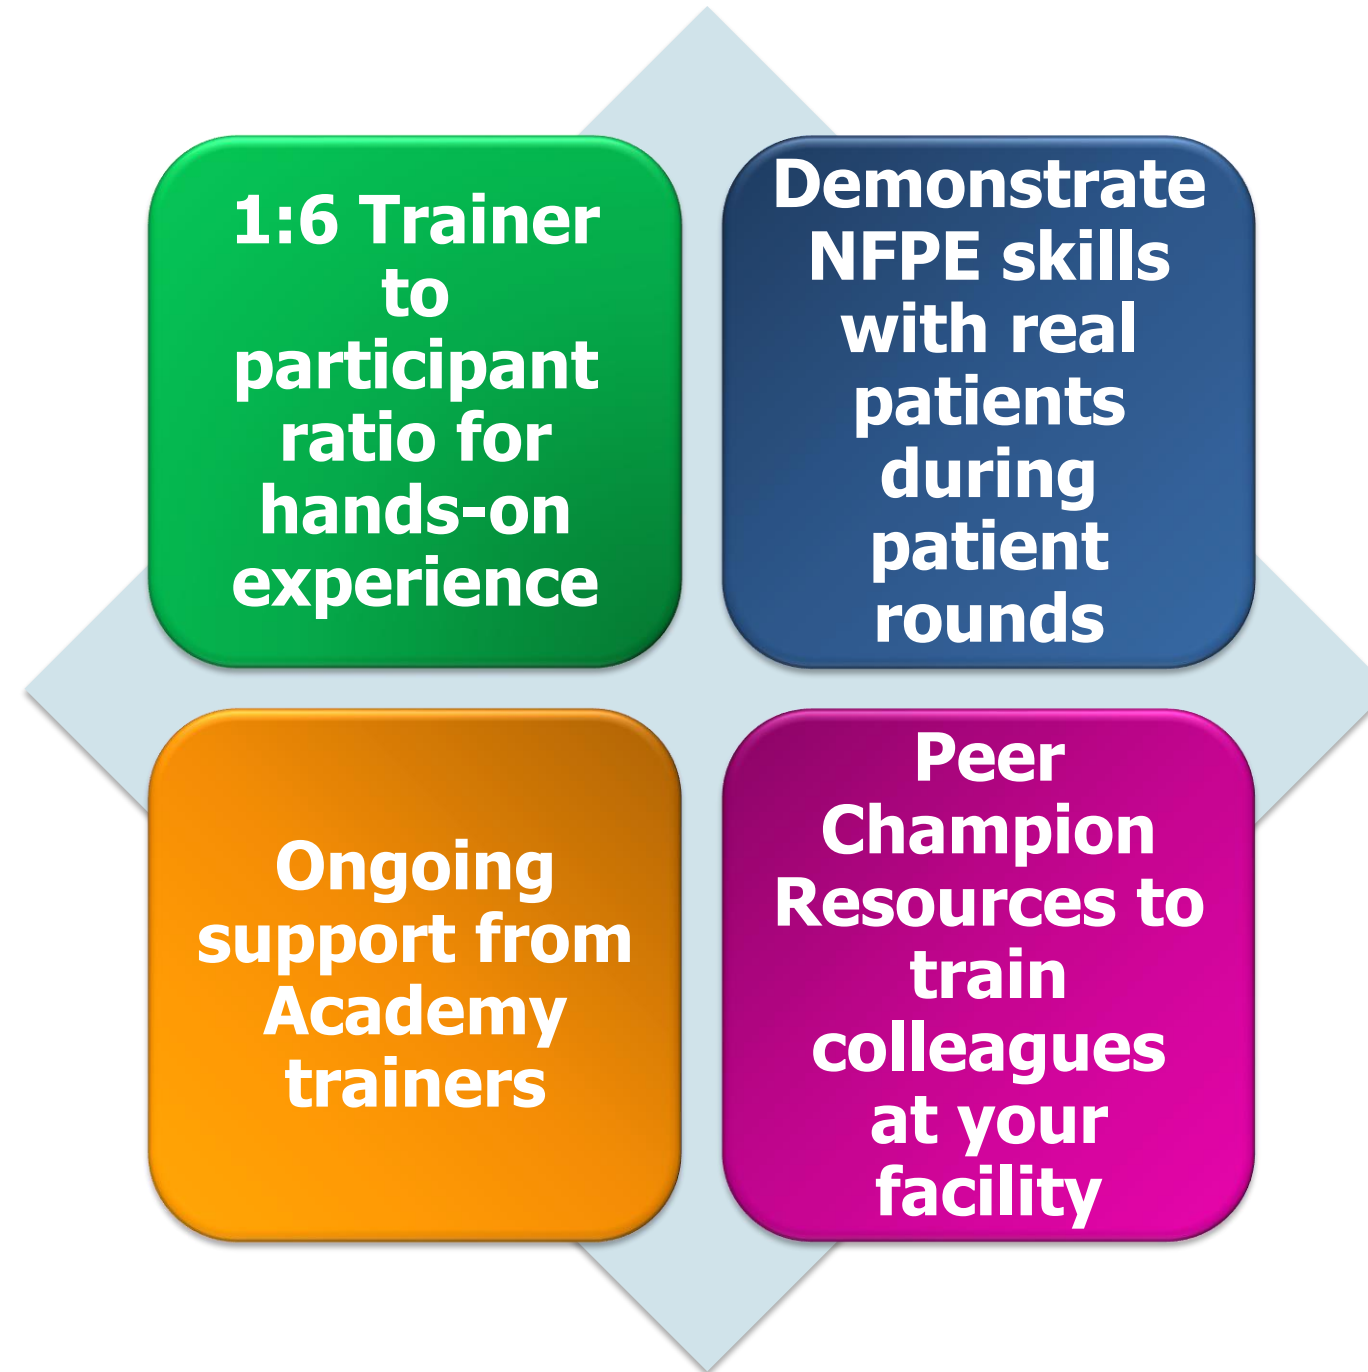 1:6 Trainer
to
participant
ratio for
hands-on
experience
Demonstrate
NFPE skills
with real
patients
during
patient
rounds
Ongoing
support from
Academy
trainers
Peer
Champion
Resources to
train
colleagues
at your
facility